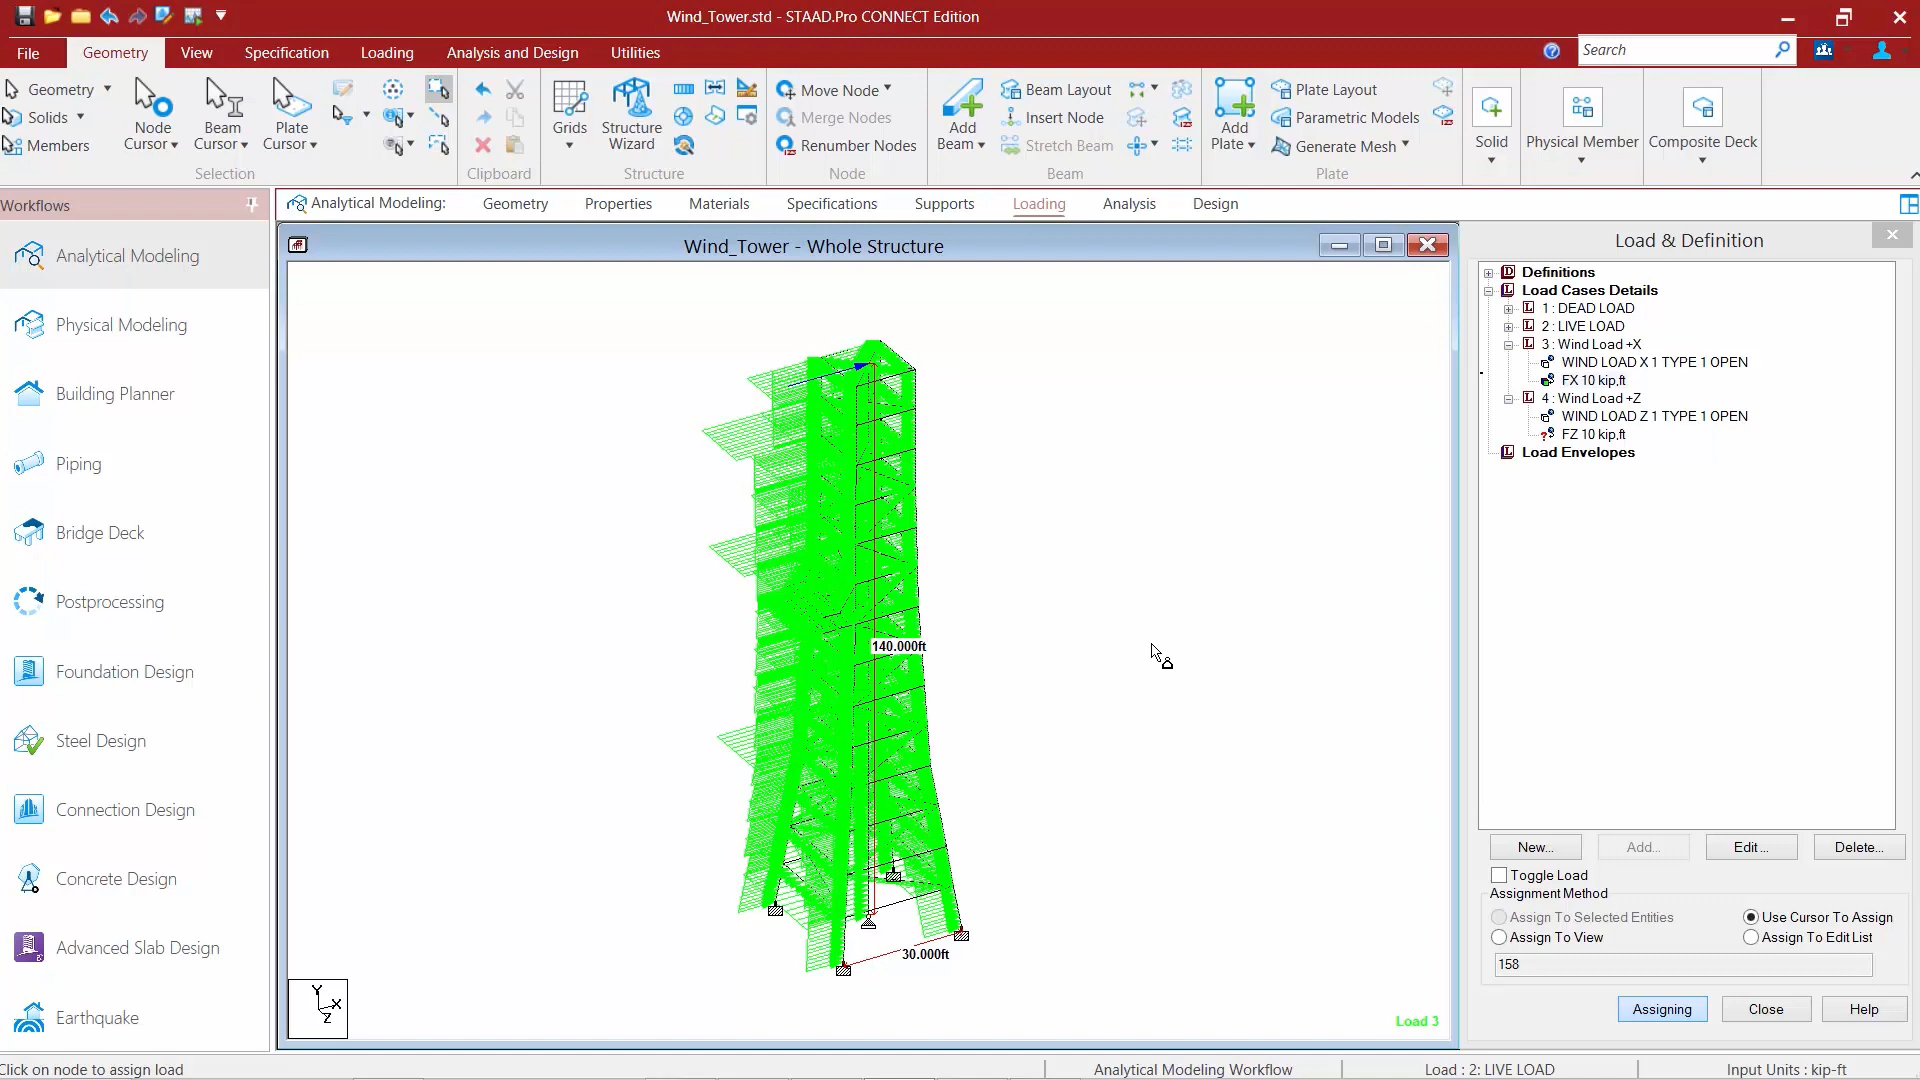 Wind_Tower.std - STAAD.Pro CONNECT Edition
File Geometry View Specification Loading Analysis and Design Utilities Search
Geometry
Solids
Members
Node Cursor
Beam Cursor
Plate Cursor
Selection
Clipboard
Grids
Structure Wizard
Structure
Move Node
Merge Nodes
Renumber Nodes
Node
Add Beam
Beam Layout
Insert Node
Stretch Beam
Beam
Add Plate
Plate Layout
Parametric Models
Generate Mesh
Plate
Solid
Physical Member
Composite Deck
Workflows
Analytical Modeling
Physical Modeling
Building Planner
Piping
Bridge Deck
Postprocessing
Foundation Design
Steel Design
Connection Design
Concrete Design
Advanced Slab Design
Earthquake
Analytical Modeling: Geometry Properties Materials Specifications Supports Loading Analysis Design
Wind_Tower - Whole Structure
140.000ft
30.000ft
Y
X
Z
Load 3
Load & Definition
D Definitions
L Load Cases Details
L 1 : DEAD LOAD
L 2 : LIVE LOAD
L 3 : Wind Load +X
WIND LOAD X 1 TYPE 1 OPEN
FX 10 kip,ft
L 4 : Wind Load +Z
WIND LOAD Z 1 TYPE 1 OPEN
FZ 10 kip,ft
L Load Envelopes
New... Add... Edit... Delete...
Toggle Load
Assignment Method
Assign To Selected Entities Use Cursor To Assign
Assign To View Assign To Edit List
158
Assigning Close Help
Click on node to assign load Analytical Modeling Workflow Load : 2: LIVE LOAD Input Units : kip-ft